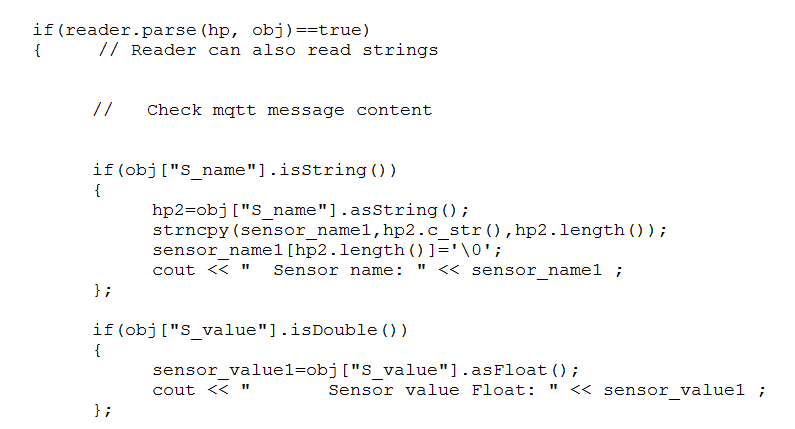 if(reader.parse(hp, obj)==true)
{ // Reader can also read strings
// Check mqtt message content
if(obj["S_name"].isString())
{
hp2=obj["S_name"].asString();
strncpy(sensor_name1,hp2.c_str(),hp2.length());
sensor_name1[hp2.length()]='\0';
cout << " Sensor name: " << sensor_name1 ;
};
if(obj["S_value"].isDouble())
{
sensor_value1=obj["S_value"].asFloat();
cout << " Sensor value Float: " << sensor_value1 ;
};